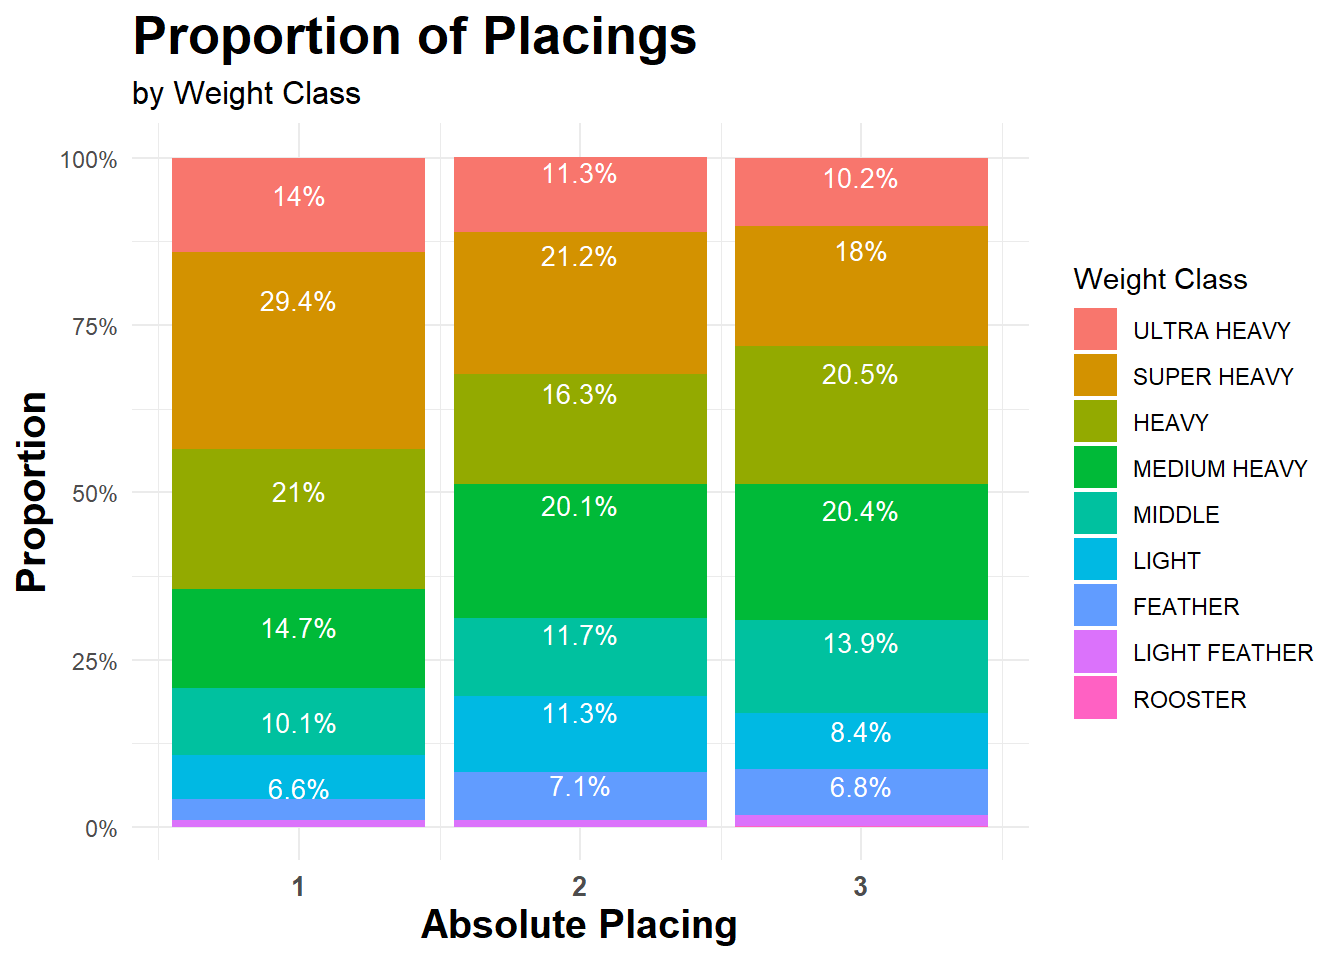 Proportion of Placings
by Weight Class
100%
75%
50%
25%
0%
Proportion
14%
29.4%
21%
14.7%
10.1%
6.6%
11.3%
21.2%
16.3%
20.1%
11.7%
11.3%
7.1%
10.2%
18%
20.5%
20.4%
13.9%
8.4%
6.8%
1
2
3
Absolute Placing
Weight Class
ULTRA HEAVY
SUPER HEAVY
HEAVY
MEDIUM HEAVY
MIDDLE
LIGHT
FEATHER
LIGHT FEATHER
ROOSTER